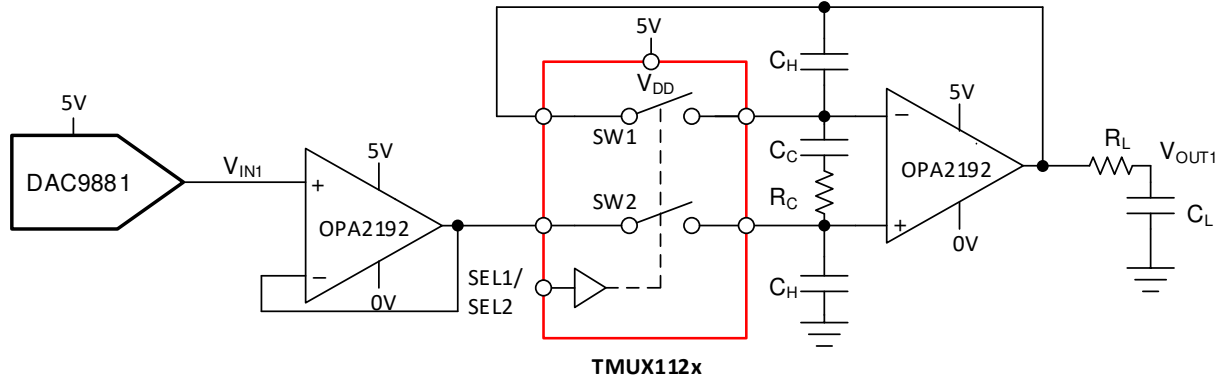 5V
DAC9881
V_IN1
+
5V
OPA2192
−
0V
5V
V_DD
SW1
SW2
SEL1/
SEL2
TMUX112x
C_H
C_C
R_C
C_H
−
5V
OPA2192
+
0V
R_L
V_OUT1
C_L